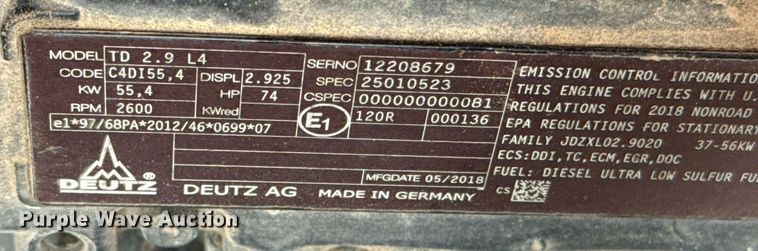 MODEL TD 2.9 L4
CODE C4DI55,4 DISPL 2.925
KW 55,4 HP 74
RPM 2600 KWred
e1*97/68PA*2012/46*0699*07
SERNO 12208679
SPEC 25010523
CSPEC 000000000081
E1 120R 000136
MFGDATE 05/2018
DEUTZ DEUTZ AG MADE IN GERMANY
EMISSION CONTROL INFORMATION
THIS ENGINE COMPLIES WITH U.
REGULATIONS FOR 2018 NONROAD
EPA REGULATIONS FOR STATIONARY
FAMILY JDZXL02.9020 37-56KW
ECS:DDI,TC,ECM,EGR,DOC
FUEL: DIESEL ULTRA LOW SULFUR FU
CS
Purple Wave Auction